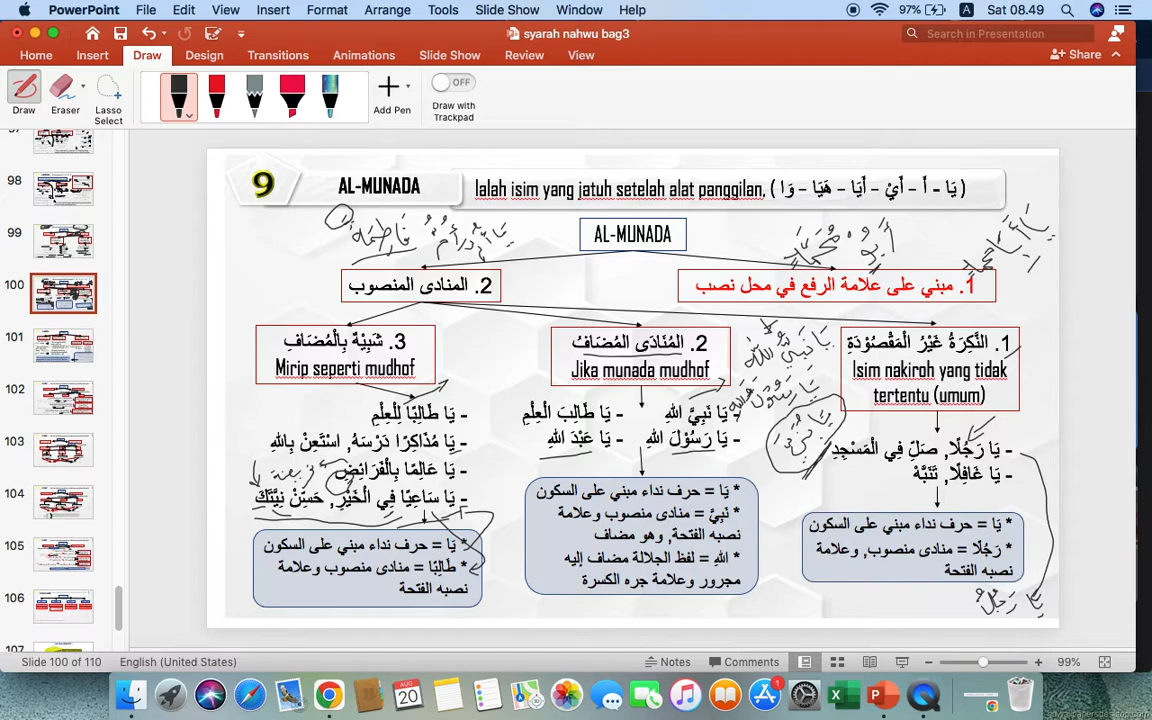 PowerPoint File Edit View Insert Format Arrange Tools Slide Show Window Help 97% A Sat 08.49
syarah nahwu bag3
Search in Presentation
Home Insert Draw Design Transitions Animations Slide Show Review View Share
OFF
Draw Eraser Lasso Select Add Pen Draw with Trackpad
98
99
100
101
102
103
104
105
106
107
9 AL-MUNADA
Ialah isim yang jatuh setelah alat panggilan, ( يَا - أَ - أَيْ - أَيَا - هَيَا - وَا )
AL-MUNADA
1. مبني على علامة الرفع في محل نصب
2. المنادى المنصوب
1. النَّكِرَةُ غَيْرُ الْمَقْصُوْدَةِ
Isim nakiroh yang tidak
tertentu (umum)
- يَا رَجُلًا, صَلِّ فِي الْمَسْجِدِ
- يَا غَافِلًا, تَنَبَّهْ
* يَا = حرف نداء مبني على السكون
* رَجُلًا = منادى منصوب, وعلامة
نصبه الفتحة
يَا رَجُلُ
2. المُنَادَى المُضَافُ
Jika munada mudhof
- يَا نَبِيَّ اللهِ - يَا طَالِبَ الْعِلْمِ
- يَا رَسُوْلَ اللهِ - يَا عَبْدَ اللهِ
* يَا = حرف نداء مبني على السكون
* نَبِيَّ = منادى منصوب وعلامة
نصبه الفتحة, وهو مضاف
* اللهِ = لفظ الجلالة مضاف إليه
مجرور وعلامة جره الكسرة
3. شَبِيْهٌ بِالْمُضَافِ
Mirip seperti mudhof
- يَا طَالِبًا لِلْعِلْمِ
- يَا مُذَاكِرًا دَرْسَهُ, اسْتَعِنْ بِاللهِ
- يَا عَالِمًا بِالْفَرَائِضِ
- يَا سَاعِيًا فِي الْخَيْرِ, حَسِّنْ نِيَّتَكَ
* يَا = حرف نداء مبني على السكون
* طَالِبًا = منادى منصوب وعلامة
نصبه الفتحة
Slide 100 of 110 English (United States) Notes Comments 99%
AUG
20
1